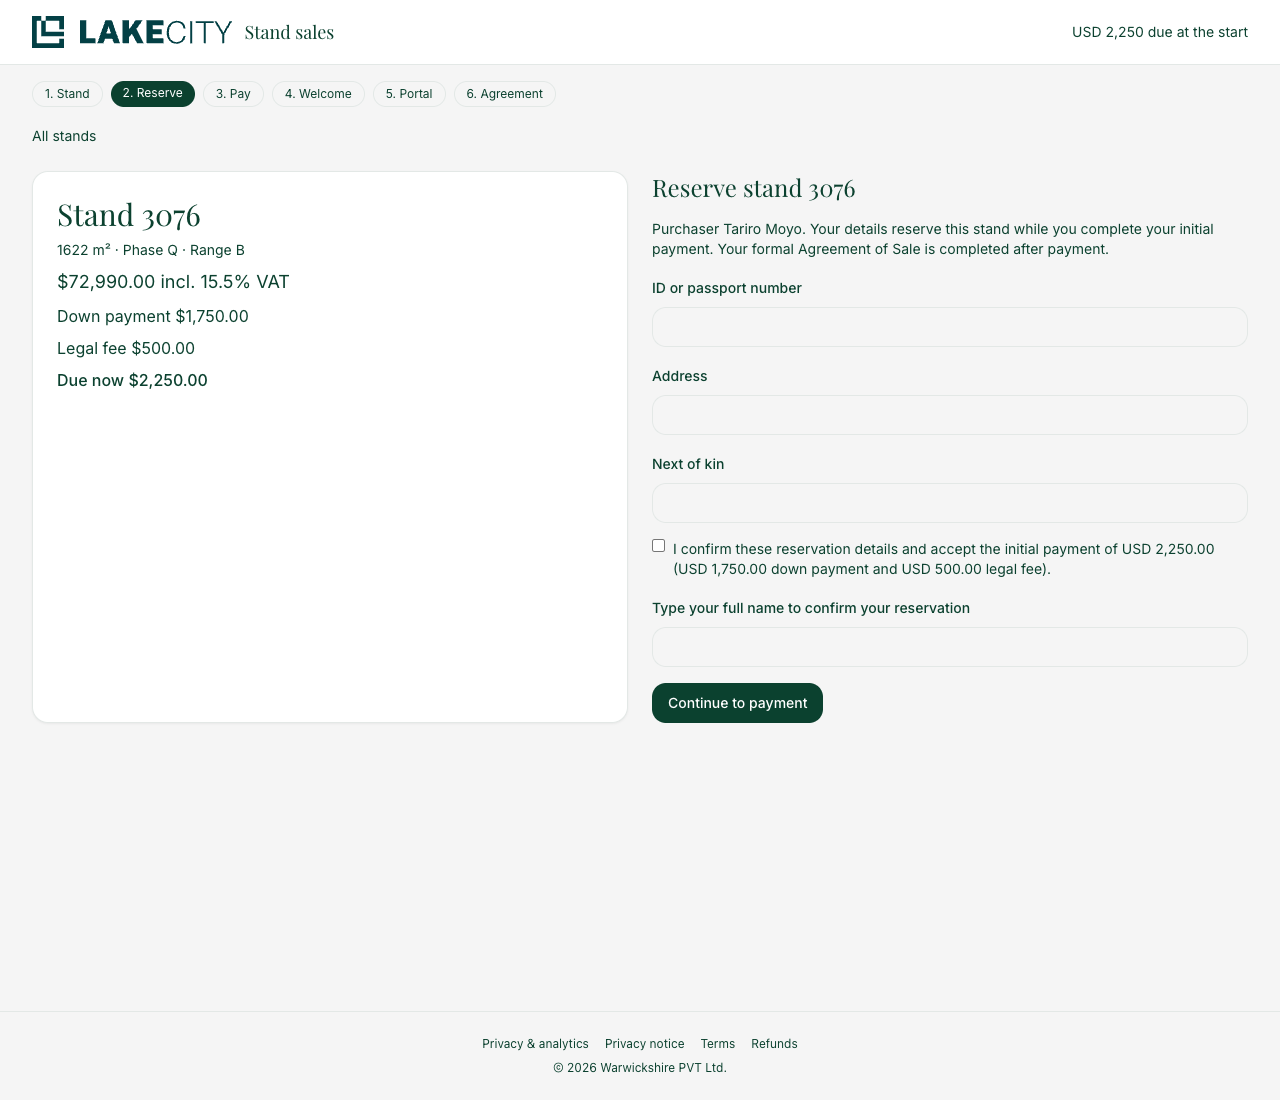 LAKECITY Stand sales
USD 2,250 due at the start
1. Stand
2. Reserve
3. Pay
4. Welcome
5. Portal
6. Agreement
All stands
Stand 3076
1622 m² · Phase Q · Range B
$72,990.00 incl. 15.5% VAT
Down payment $1,750.00
Legal fee $500.00
Due now $2,250.00
Reserve stand 3076
Purchaser Tariro Moyo. Your details reserve this stand while you complete your initial
payment. Your formal Agreement of Sale is completed after payment.
ID or passport number
Address
Next of kin
I confirm these reservation details and accept the initial payment of USD 2,250.00
(USD 1,750.00 down payment and USD 500.00 legal fee).
Type your full name to confirm your reservation
Continue to payment
Privacy & analytics
Privacy notice
Terms
Refunds
© 2026 Warwickshire PVT Ltd.